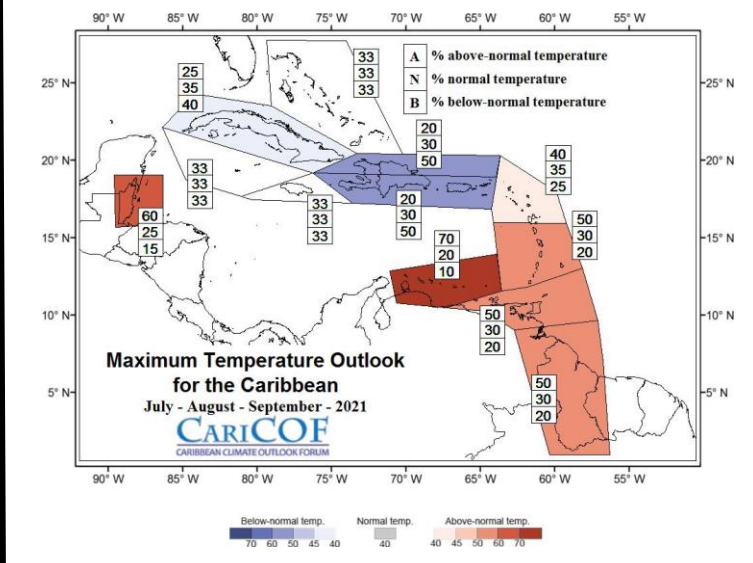 90° W 85° W 80° W 75° W 70° W 65° W 60° W 55° W
A % above-normal temperature
N % normal temperature
B % below-normal temperature
25° N
25° N
20° N
20° N
15° N
15° N
10° N
10° N
5° N
5° N
33
33
33
25
35
40
20
30
50
40
35
25
33
33
33
20
30
50
33
33
33
60
25
15
50
30
20
70
20
10
50
30
20
50
30
20
Maximum Temperature Outlook
for the Caribbean
July - August - September - 2021
CARICOF
CARIBBEAN CLIMATE OUTLOOK FORUM
90° W 85° W 80° W 75° W 70° W 65° W 60° W 55° W
Below-normal temp. Normal temp. Above-normal temp.
70 60 50 45 40 40 40 45 50 60 70